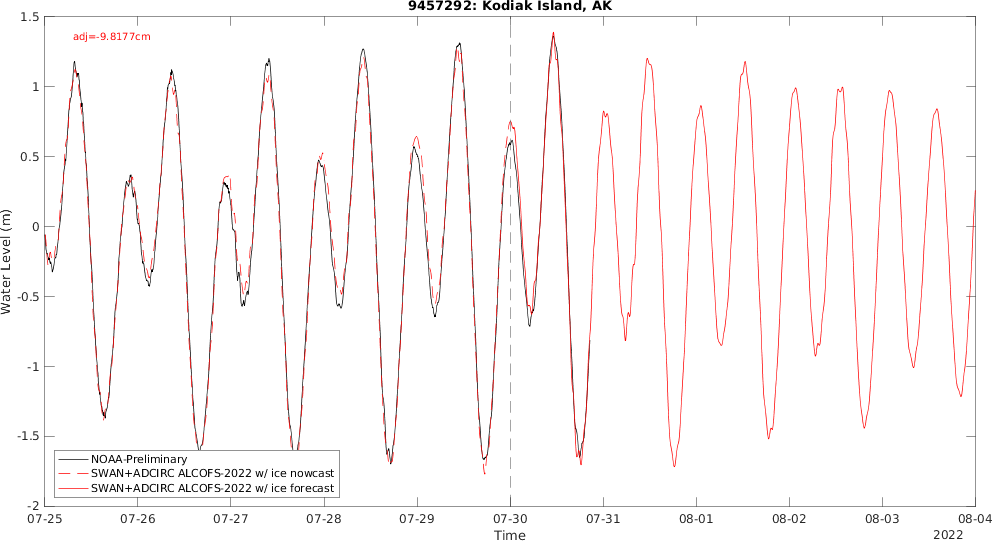 9457292: Kodiak Island, AK
adj=-9.8177cm
1.5
1
0.5
0
-0.5
-1
-1.5
-2
Water Level (m)
NOAA-Preliminary
SWAN+ADCIRC ALCOFS-2022 w/ ice nowcast
SWAN+ADCIRC ALCOFS-2022 w/ ice forecast
07-25 07-26 07-27 07-28 07-29 07-30 07-31 08-01 08-02 08-03 08-04
Time
2022